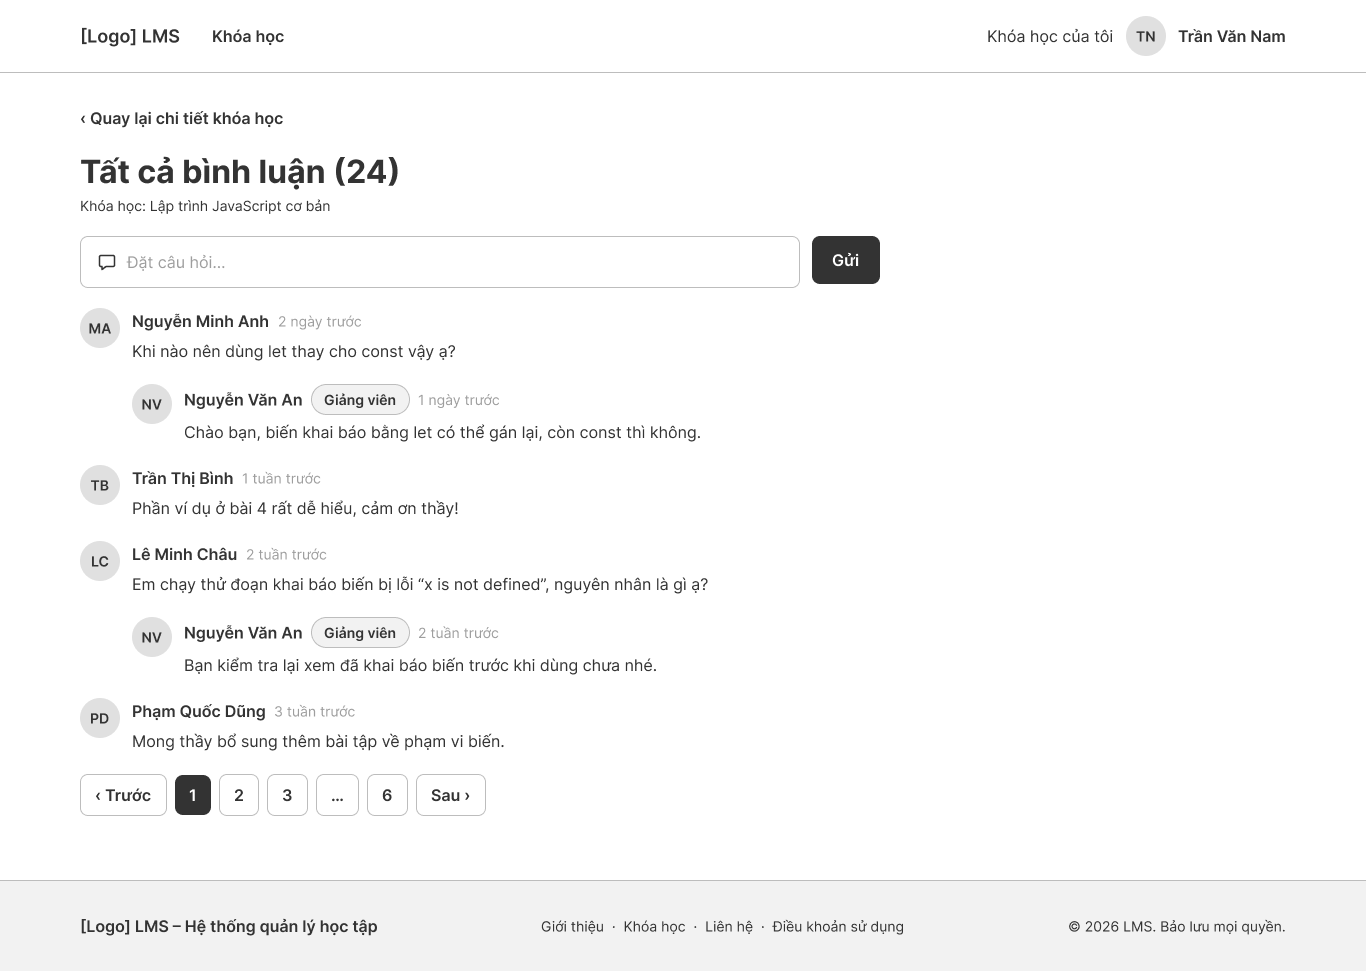 [Logo] LMS Khóa học Khóa học của tôi TN Trần Văn Nam
‹ Quay lại chi tiết khóa học
Tất cả bình luận (24)
Khóa học: Lập trình JavaScript cơ bản
Đặt câu hỏi... Gửi
MA Nguyễn Minh Anh 2 ngày trước
Khi nào nên dùng let thay cho const vậy ạ?
NV Nguyễn Văn An Giảng viên 1 ngày trước
Chào bạn, biến khai báo bằng let có thể gán lại, còn const thì không.
TB Trần Thị Bình 1 tuần trước
Phần ví dụ ở bài 4 rất dễ hiểu, cảm ơn thầy!
LC Lê Minh Châu 2 tuần trước
Em chạy thử đoạn khai báo biến bị lỗi “x is not defined”, nguyên nhân là gì ạ?
NV Nguyễn Văn An Giảng viên 2 tuần trước
Bạn kiểm tra lại xem đã khai báo biến trước khi dùng chưa nhé.
PD Phạm Quốc Dũng 3 tuần trước
Mong thầy bổ sung thêm bài tập về phạm vi biến.
‹ Trước 1 2 3 ... 6 Sau ›
[Logo] LMS – Hệ thống quản lý học tập Giới thiệu · Khóa học · Liên hệ · Điều khoản sử dụng © 2026 LMS. Bảo lưu mọi quyền.